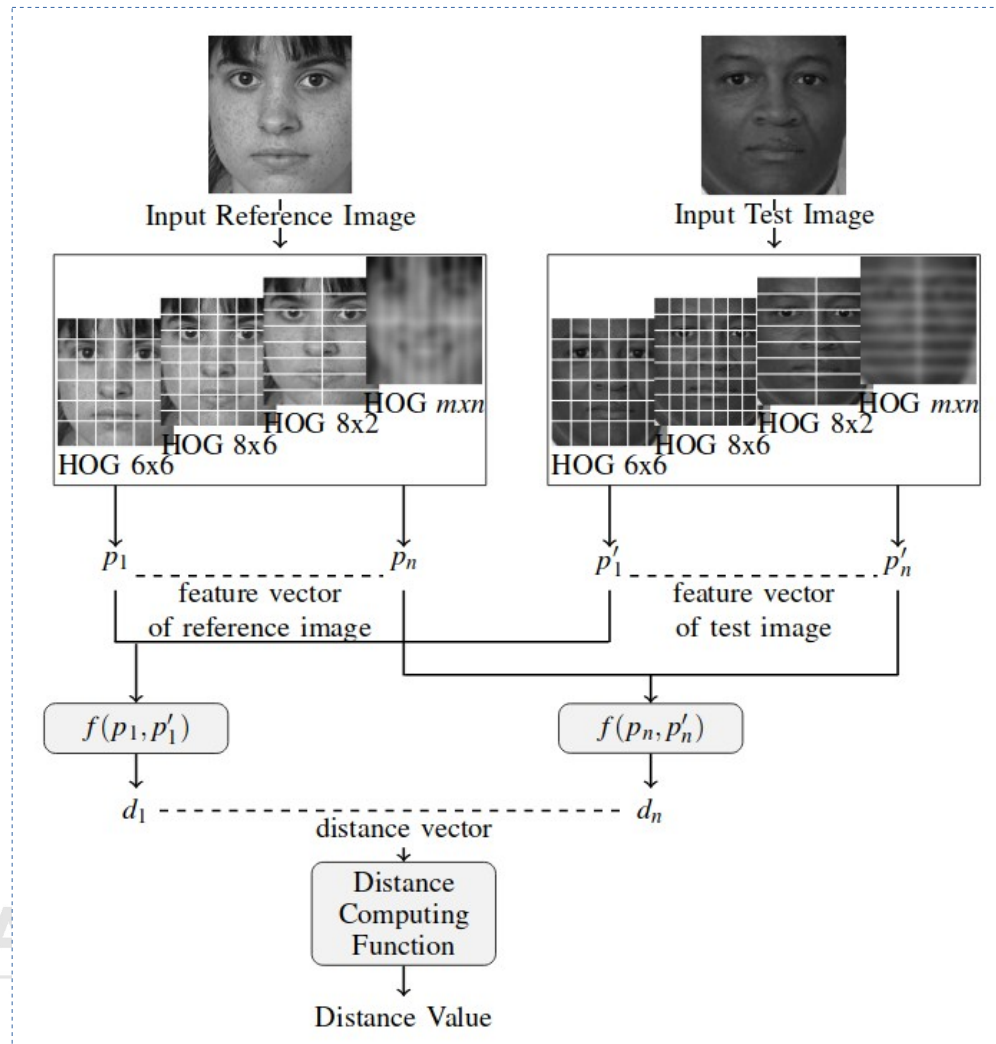 Input Reference Image
Input Test Image
HOG 6x6
HOG 8x6
HOG 8x2
HOG mxn
HOG 6x6
HOG 8x6
HOG 8x2
HOG mxn
p₁
pₙ
p′₁
p′ₙ
feature vector
of reference image
feature vector
of test image
f(p₁, p′₁)
f(pₙ, p′ₙ)
d₁
dₙ
distance vector
Distance
Computing
Function
Distance Value